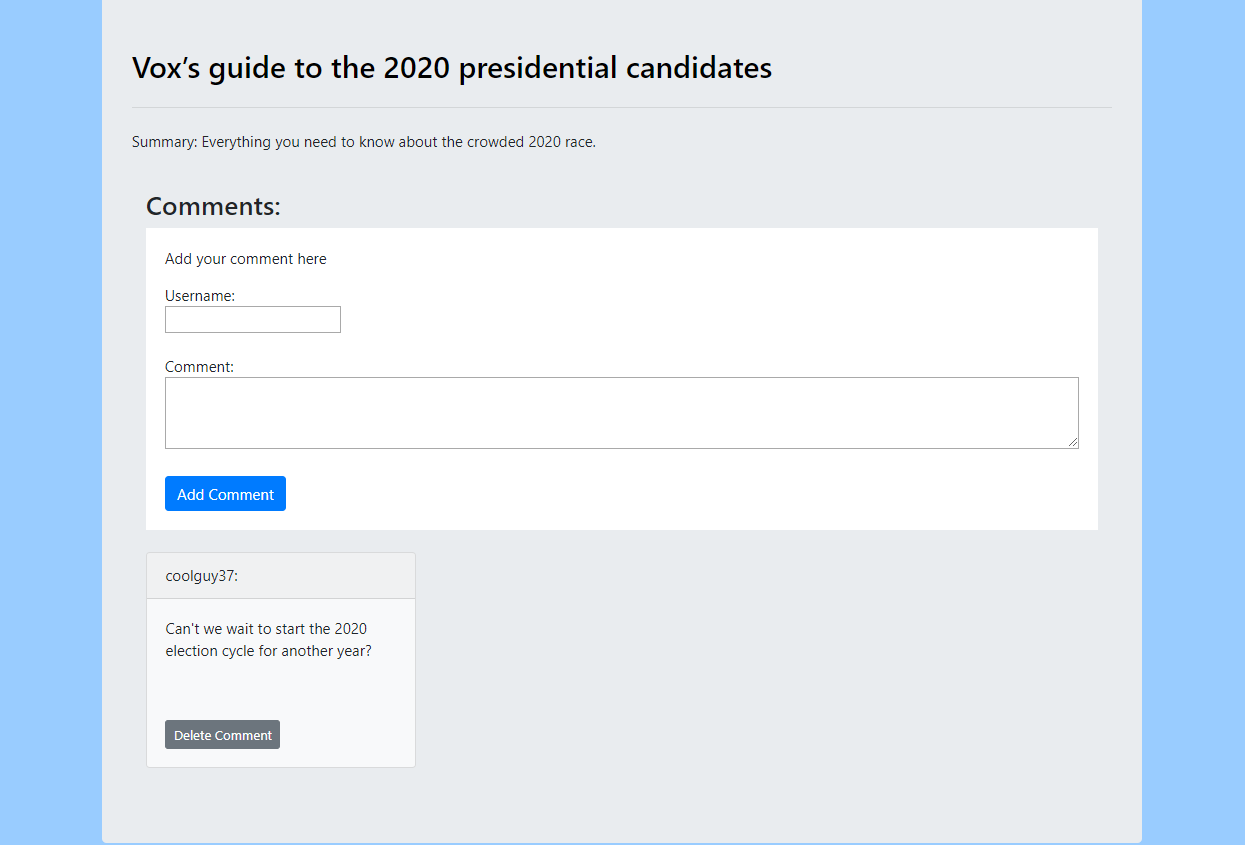 Vox’s guide to the 2020 presidential candidates
Summary: Everything you need to know about the crowded 2020 race.
Comments:
Add your comment here
Username:
Comment:
Add Comment
coolguy37:
Can't we wait to start the 2020
election cycle for another year?
Delete Comment